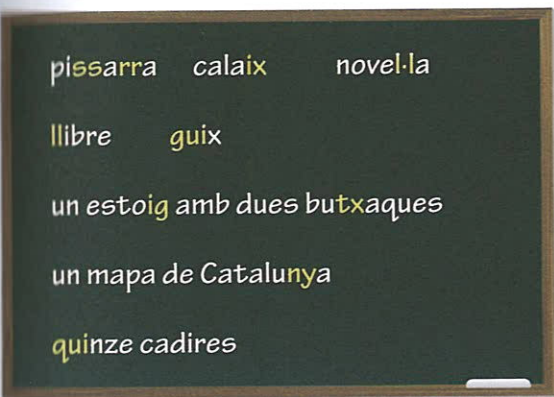 pissarra calaix novel·la
llibre guix
un estoig amb dues butxaques
un mapa de Catalunya
quinze cadires